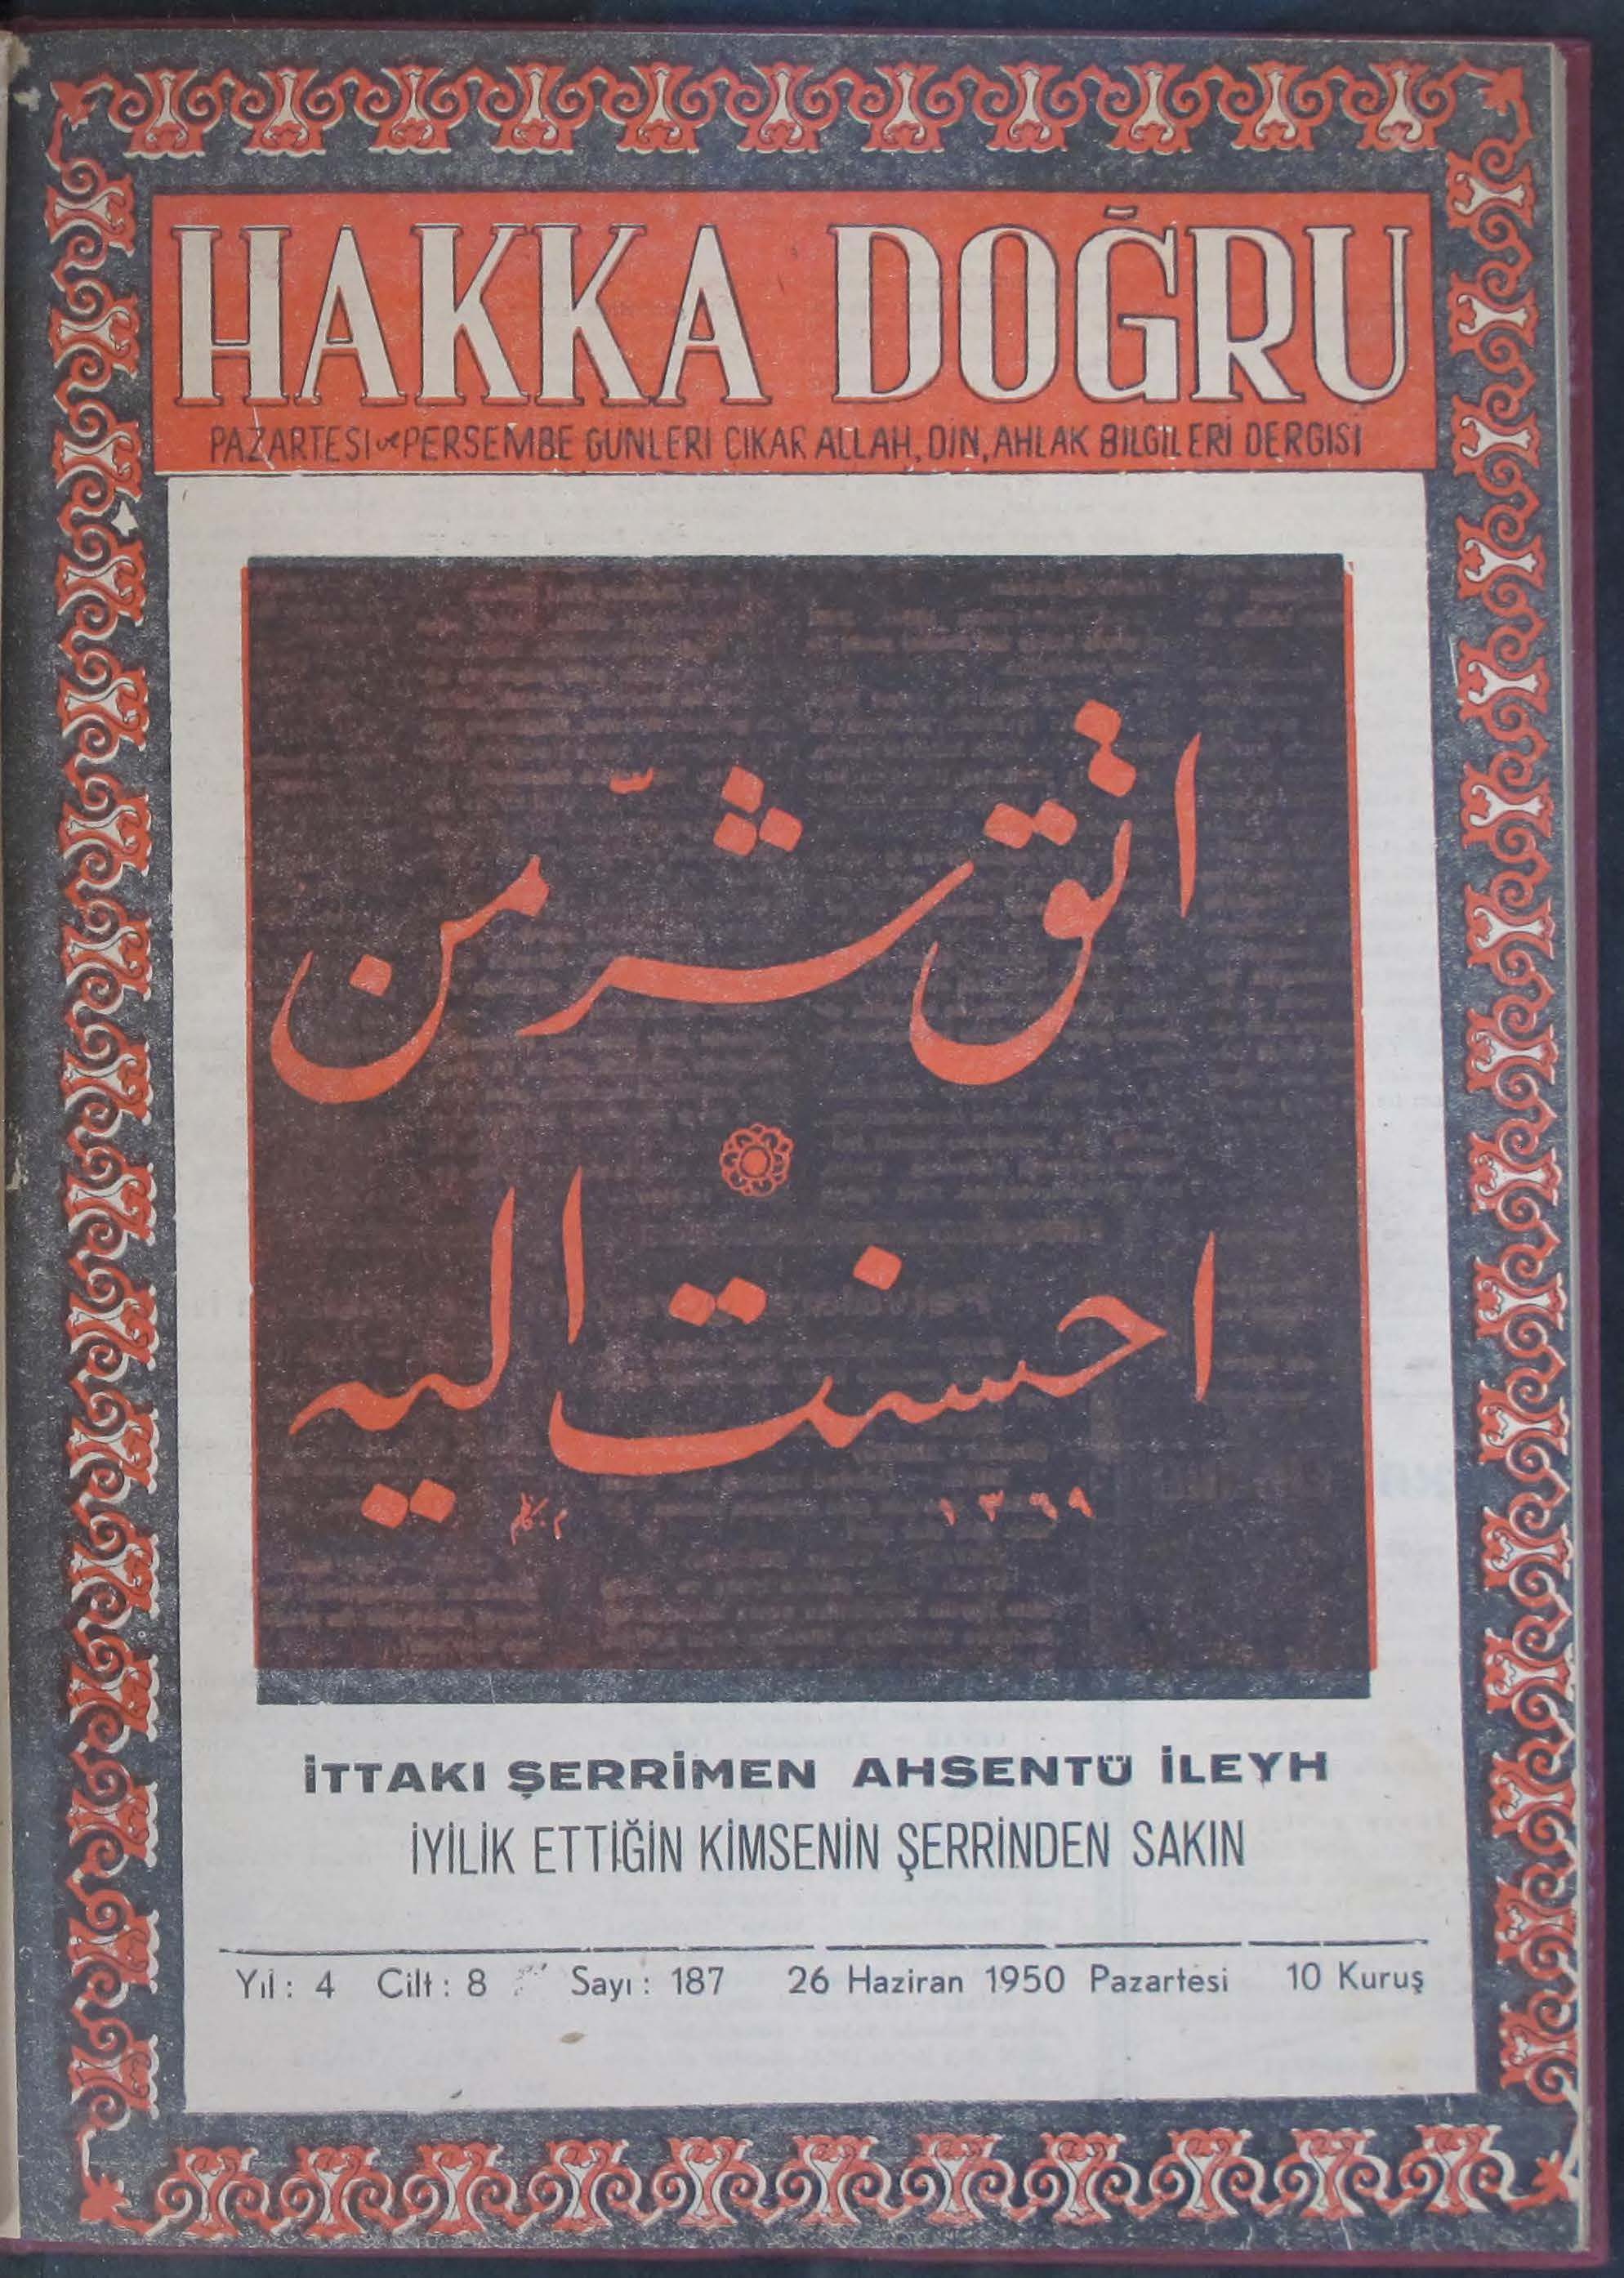 HAKKA DOĞRU
PAZARTESI ve PERSEMBE GUNLERI CIKAR ALLAH, DİN, AHLAK BILGILERİ DERGISİ
اتق شرّ من
احسنت اليه
١٣٦٩
İTTAKI ŞERRİMEN AHSENTÜ İLEYH
İYİLİK ETTİĞİN KİMSENİN ŞERRİNDEN SAKIN
Yıl : 4 Cilt : 8 Sayı : 187 26 Haziran 1950 Pazartesi 10 Kuruş